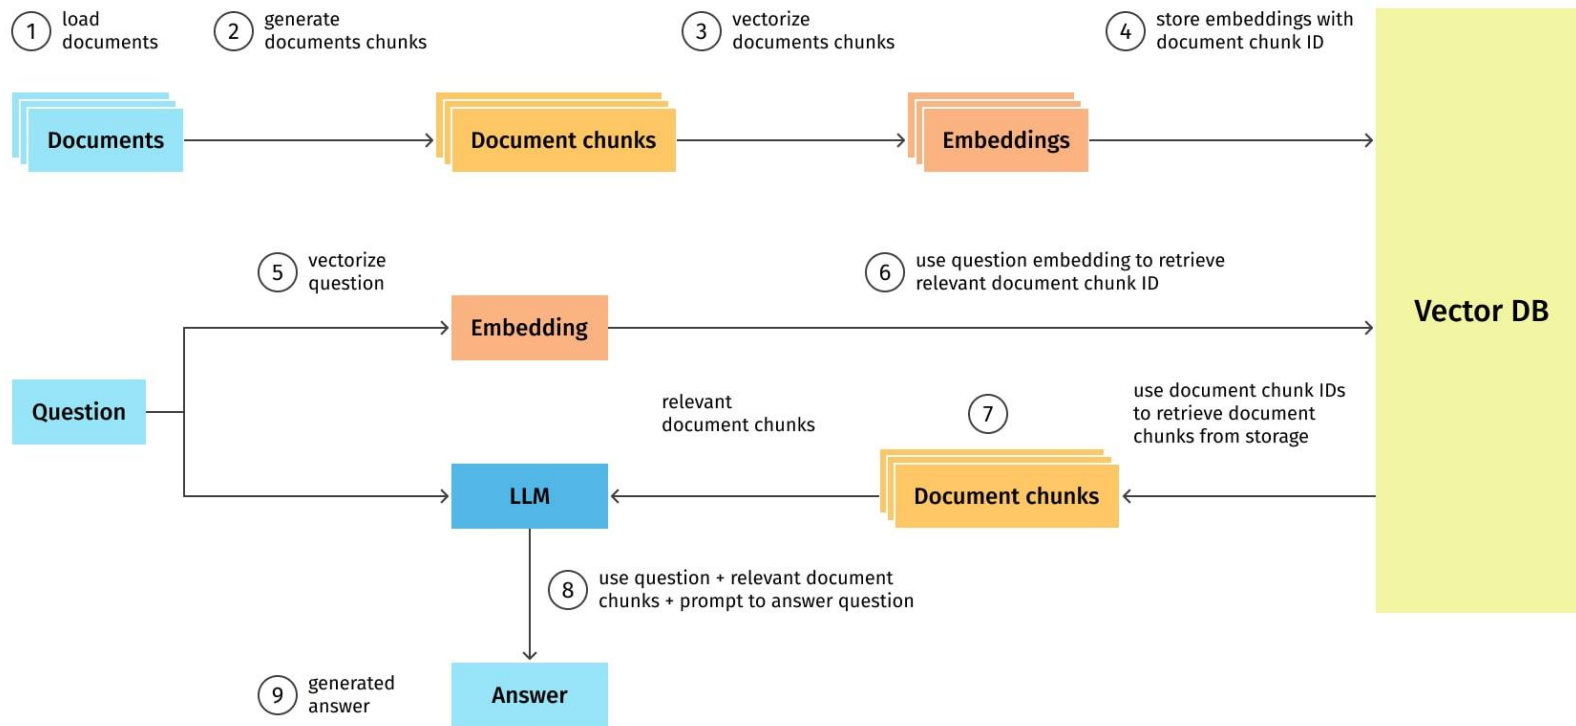 1
load
documents
2
generate
documents chunks
3
vectorize
documents chunks
4
store embeddings with
document chunk ID
Documents
Document chunks
Embeddings
5
vectorize
question
6
use question embedding to retrieve
relevant document chunk ID
Vector DB
Embedding
Question
relevant
document chunks
7
use document chunk IDs
to retrieve document
chunks from storage
LLM
Document chunks
8
use question + relevant document
chunks + prompt to answer question
9
generated
answer
Answer